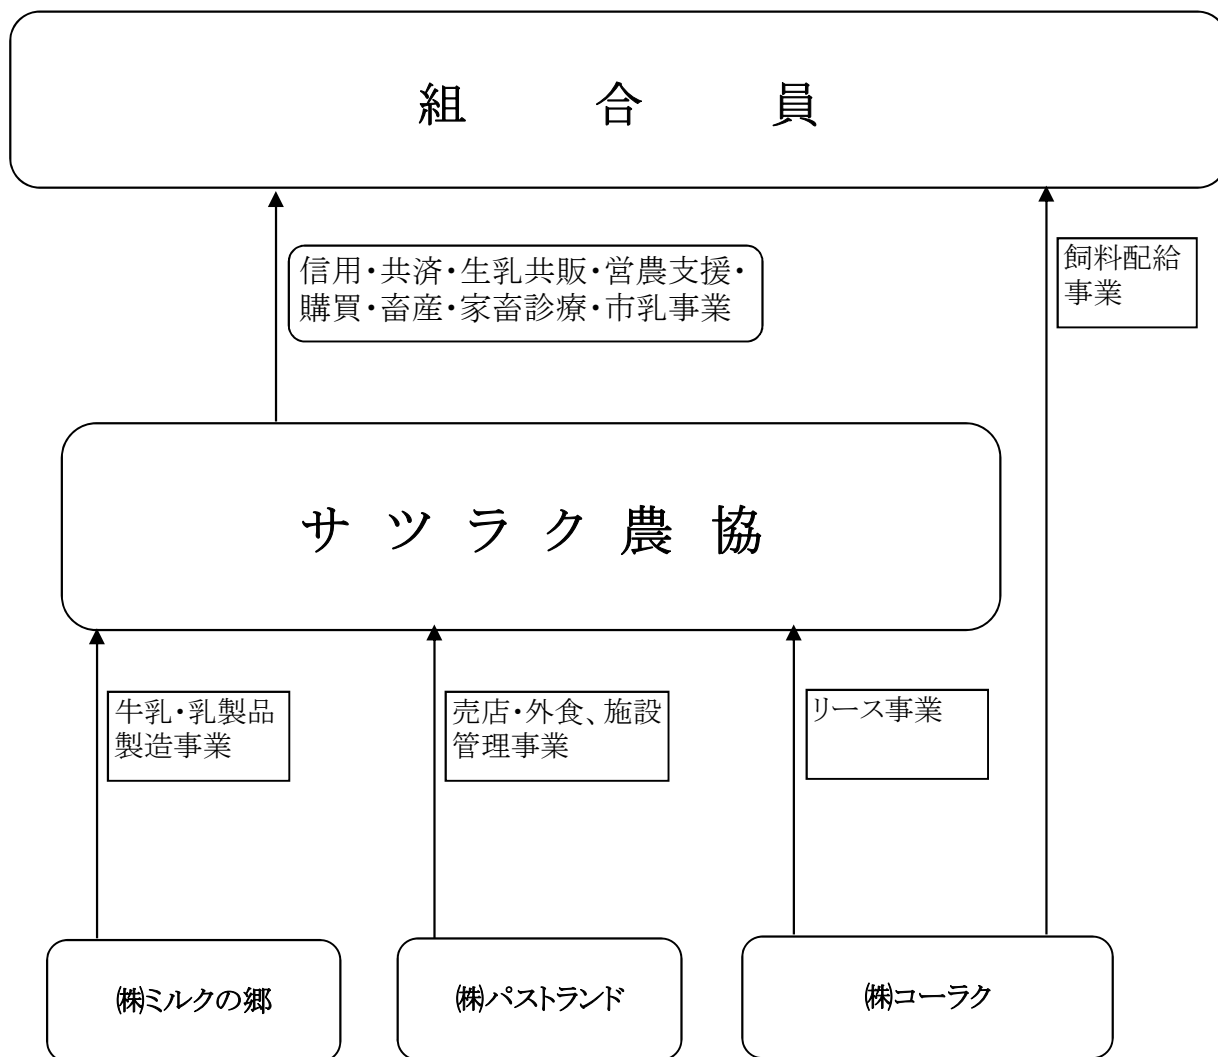 組合員
信用・共済・生乳共販・営農支援・
購買・畜産・家畜診療・市乳事業
飼料配給
事業
サツラク農協
牛乳・乳製品
製造事業
売店・外食、施設
管理事業
リース事業
㈱ミルクの郷
㈱パストランド
㈱コーラク